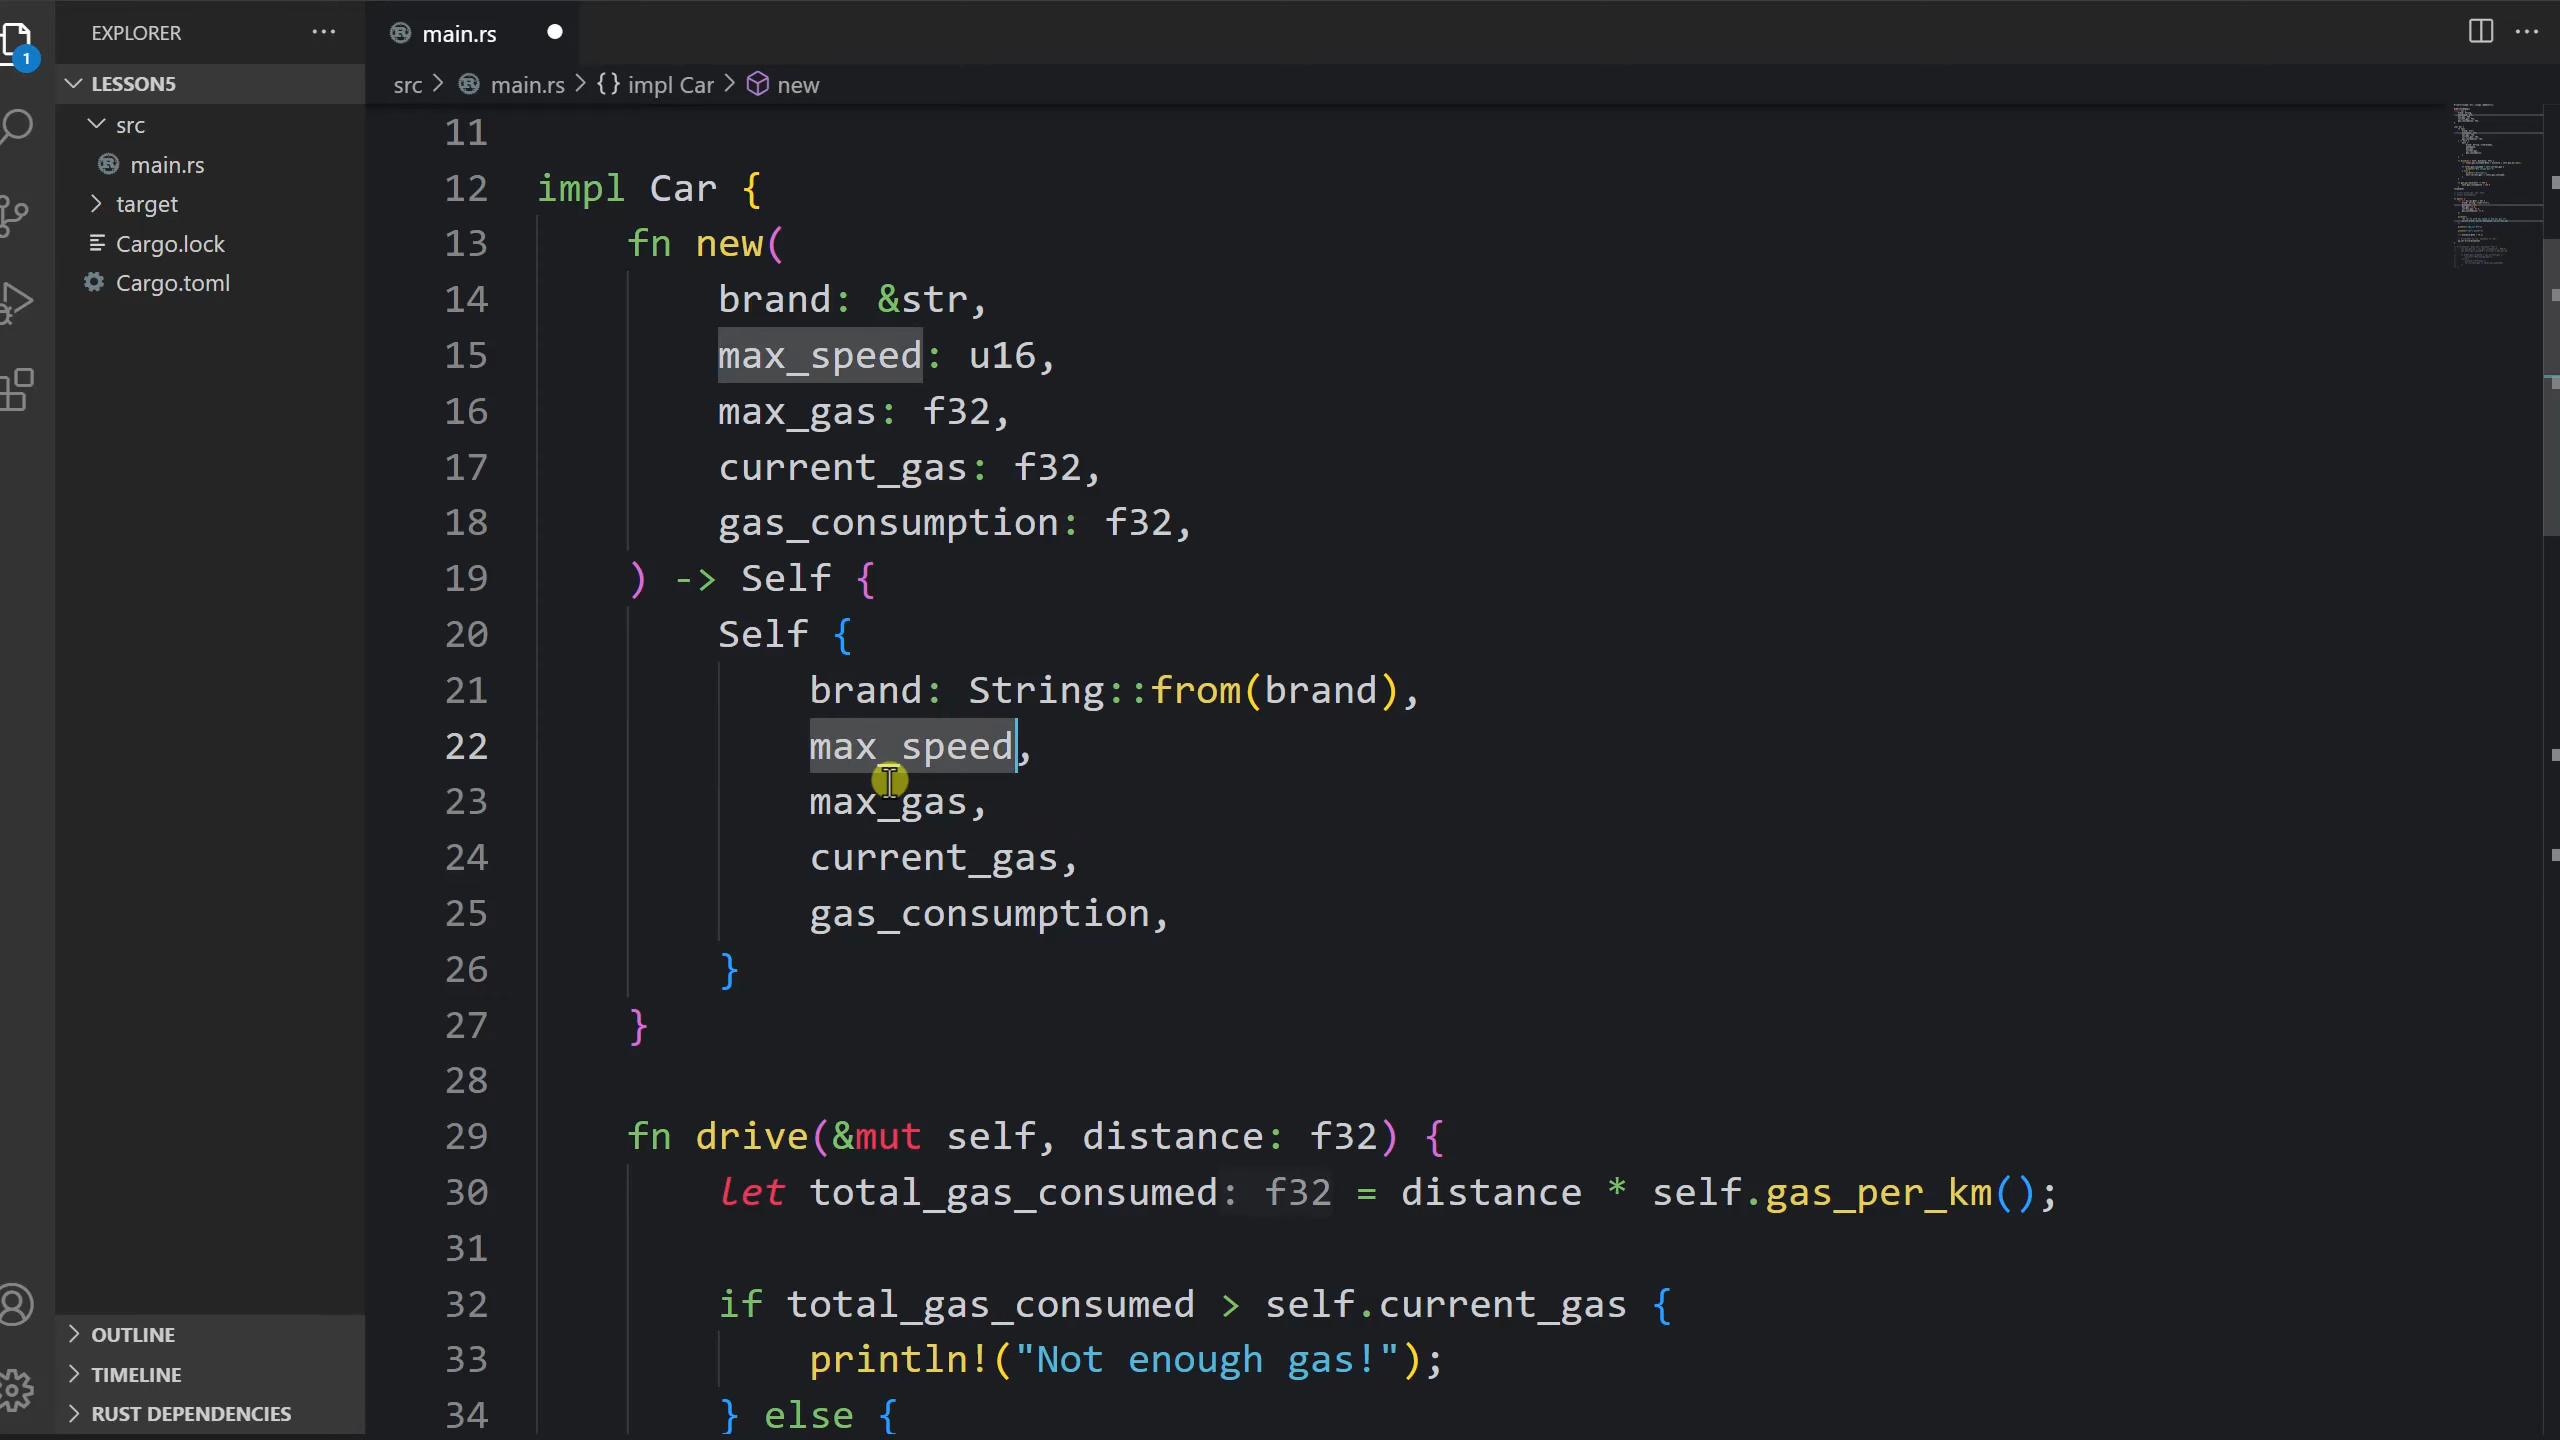 EXPLORER
main.rs
1
LESSON5
src
main.rs
target
Cargo.lock
Cargo.toml
OUTLINE
TIMELINE
RUST DEPENDENCIES
src > main.rs > {} impl Car > new
11
12 impl Car {
13 fn new(
14 brand: &str,
15 max_speed: u16,
16 max_gas: f32,
17 current_gas: f32,
18 gas_consumption: f32,
19 ) -> Self {
20 Self {
21 brand: String::from(brand),
22 max_speed,
23 max_gas,
24 current_gas,
25 gas_consumption,
26 }
27 }
28
29 fn drive(&mut self, distance: f32) {
30 let total_gas_consumed: f32 = distance * self.gas_per_km();
31
32 if total_gas_consumed > self.current_gas {
33 println!("Not enough gas!");
34 } else {